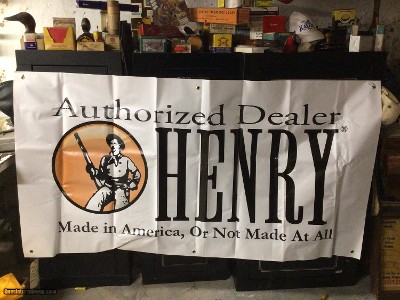 Authorized Dealer
HENRY®
Made in America, Or Not Made At All